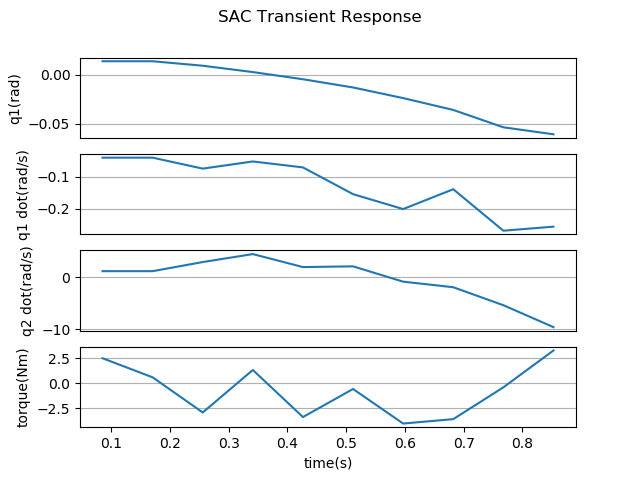 SAC Transient Response
0.00
−0.05
q1(rad)
−0.1
−0.2
q1 dot(rad/s)
0
−10
q2 dot(rad/s)
2.5
0.0
−2.5
torque(Nm)
0.1 0.2 0.3 0.4 0.5 0.6 0.7 0.8
time(s)